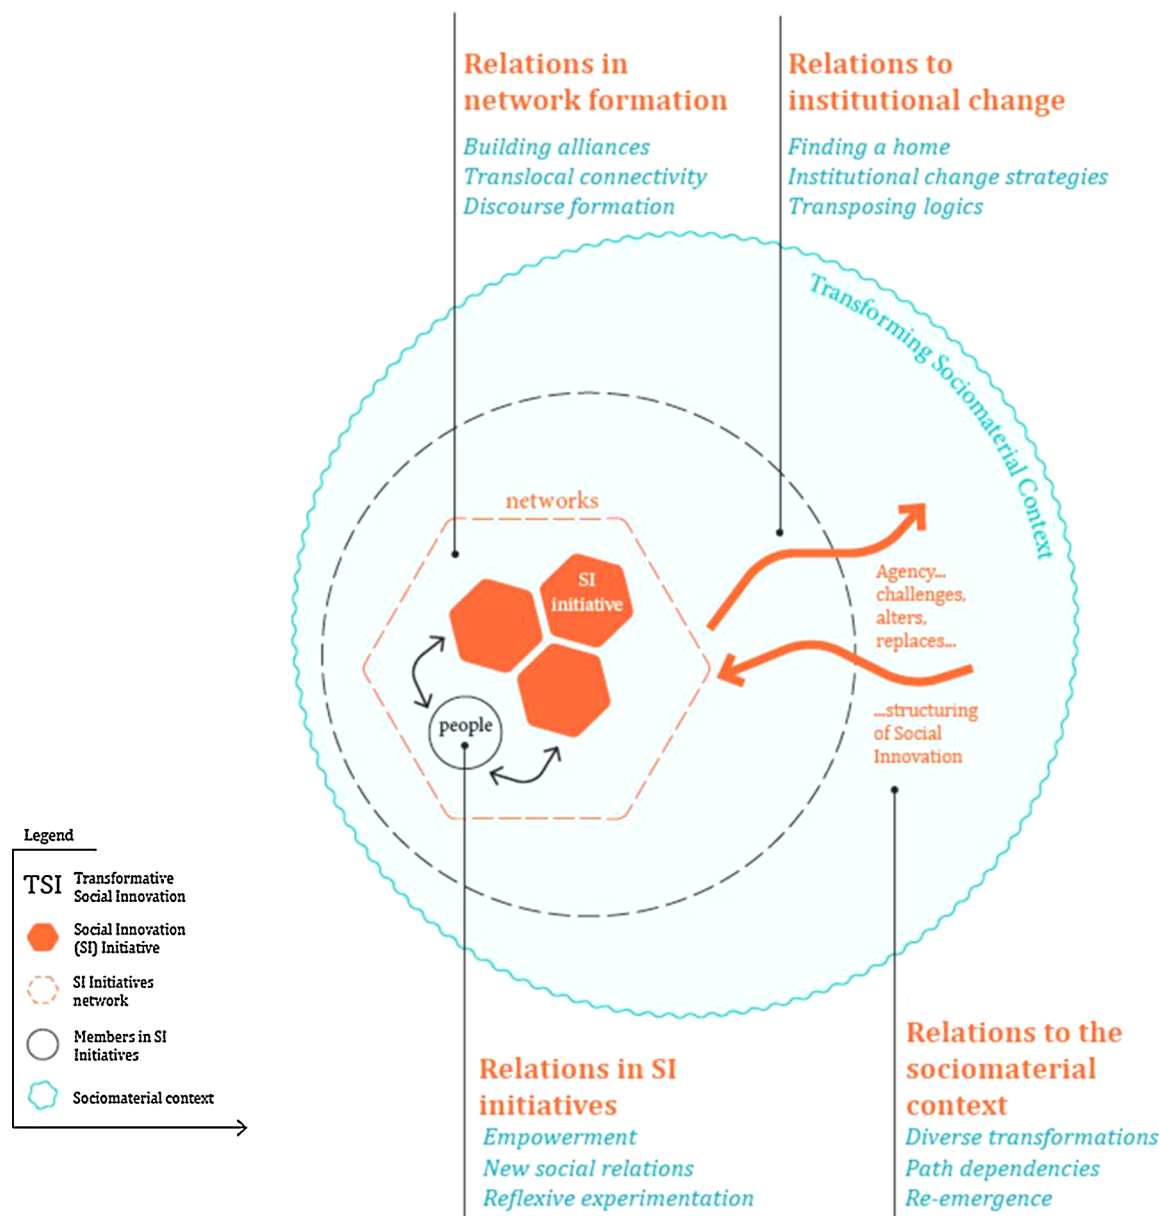 Relations in
network formation
Building alliances
Translocal connectivity
Discourse formation
Relations to
institutional change
Finding a home
Institutional change strategies
Transposing logics
Transforming Sociomaterial Context
networks
SI
initiative
people
Agency...
challenges,
alters,
replaces...
...structuring
of Social
Innovation
Legend
TSI
Transformative
Social Innovation
Social Innovation
(SI) Initiative
SI Initiatives
network
Members in SI
Initiatives
Sociomaterial context
Relations in SI
initiatives
Empowerment
New social relations
Reflexive experimentation
Relations to the
sociomaterial
context
Diverse transformations
Path dependencies
Re-emergence